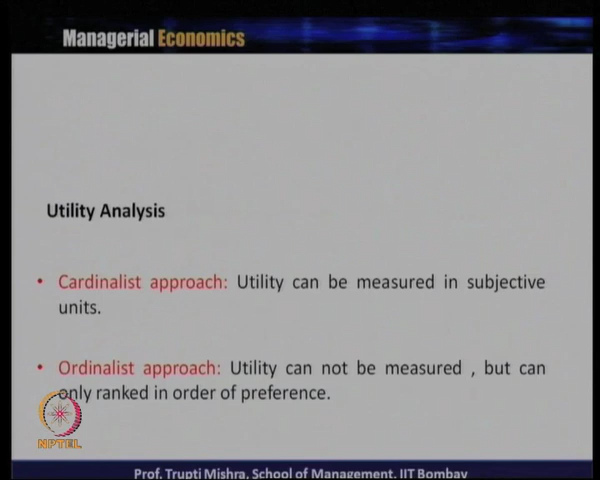 Managerial Economics
Utility Analysis
• Cardinalist approach: Utility can be measured in subjective
units.
• Ordinalist approach: Utility can not be measured , but can
only ranked in order of preference.
NPTEL
Prof. Trupti Mishra, School of Management, IIT Bombay